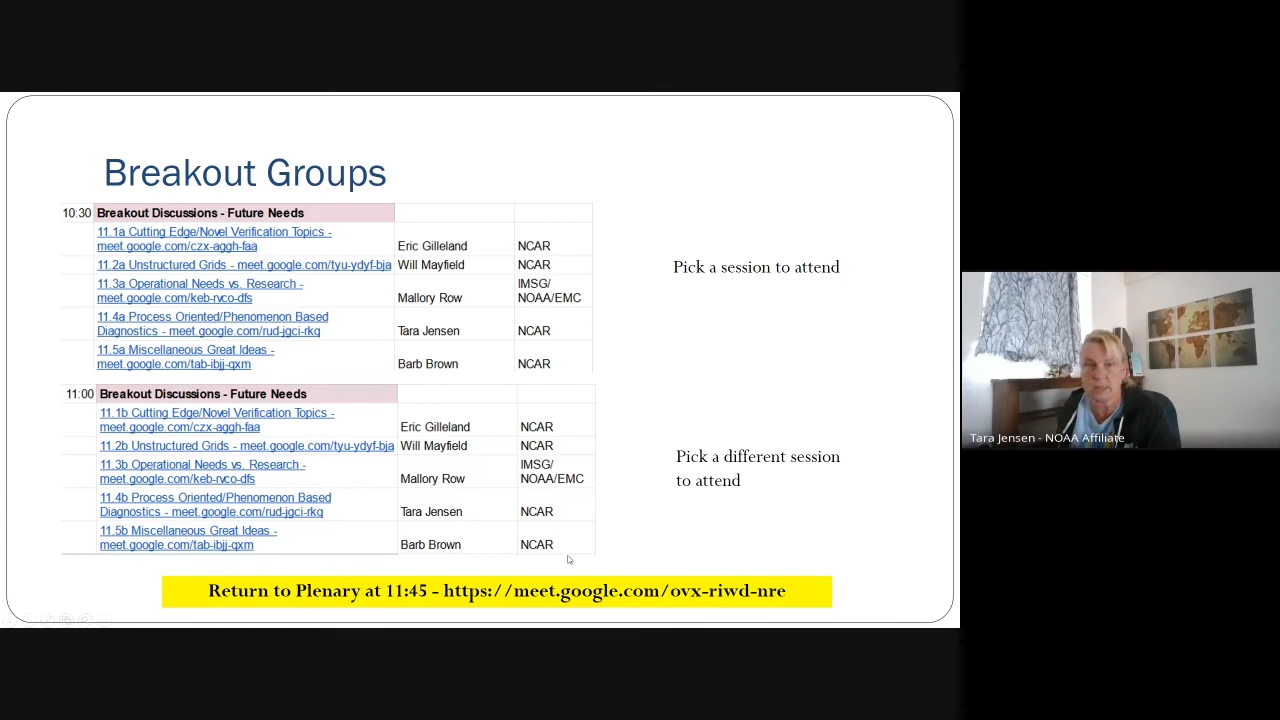 Breakout Groups
10:30 Breakout Discussions - Future Needs
11.1a Cutting Edge/Novel Verification Topics -
meet.google.com/czx-aggh-faa Eric Gilleland NCAR
11.2a Unstructured Grids - meet.google.com/tyu-ydyf-bja Will Mayfield NCAR
11.3a Operational Needs vs. Research - IMSG/
meet.google.com/keb-rvco-dfs Mallory Row NOAA/EMC
11.4a Process Oriented/Phenomenon Based
Diagnostics - meet.google.com/rud-jgci-rkq Tara Jensen NCAR
11.5a Miscellaneous Great Ideas -
meet.google.com/tab-ibjj-qxm Barb Brown NCAR
Pick a session to attend
11:00 Breakout Discussions - Future Needs
11.1b Cutting Edge/Novel Verification Topics -
meet.google.com/czx-aggh-faa Eric Gilleland NCAR
11.2b Unstructured Grids - meet.google.com/tyu-ydyf-bja Will Mayfield NCAR
11.3b Operational Needs vs. Research - IMSG/
meet.google.com/keb-rvco-dfs Mallory Row NOAA/EMC
11.4b Process Oriented/Phenomenon Based
Diagnostics - meet.google.com/rud-jgci-rkq Tara Jensen NCAR
11.5b Miscellaneous Great Ideas -
meet.google.com/tab-ibjj-qxm Barb Brown NCAR
Pick a different session
to attend
Return to Plenary at 11:45 - https://meet.google.com/ovx-riwd-nre
Tara Jensen - NOAA Affiliate